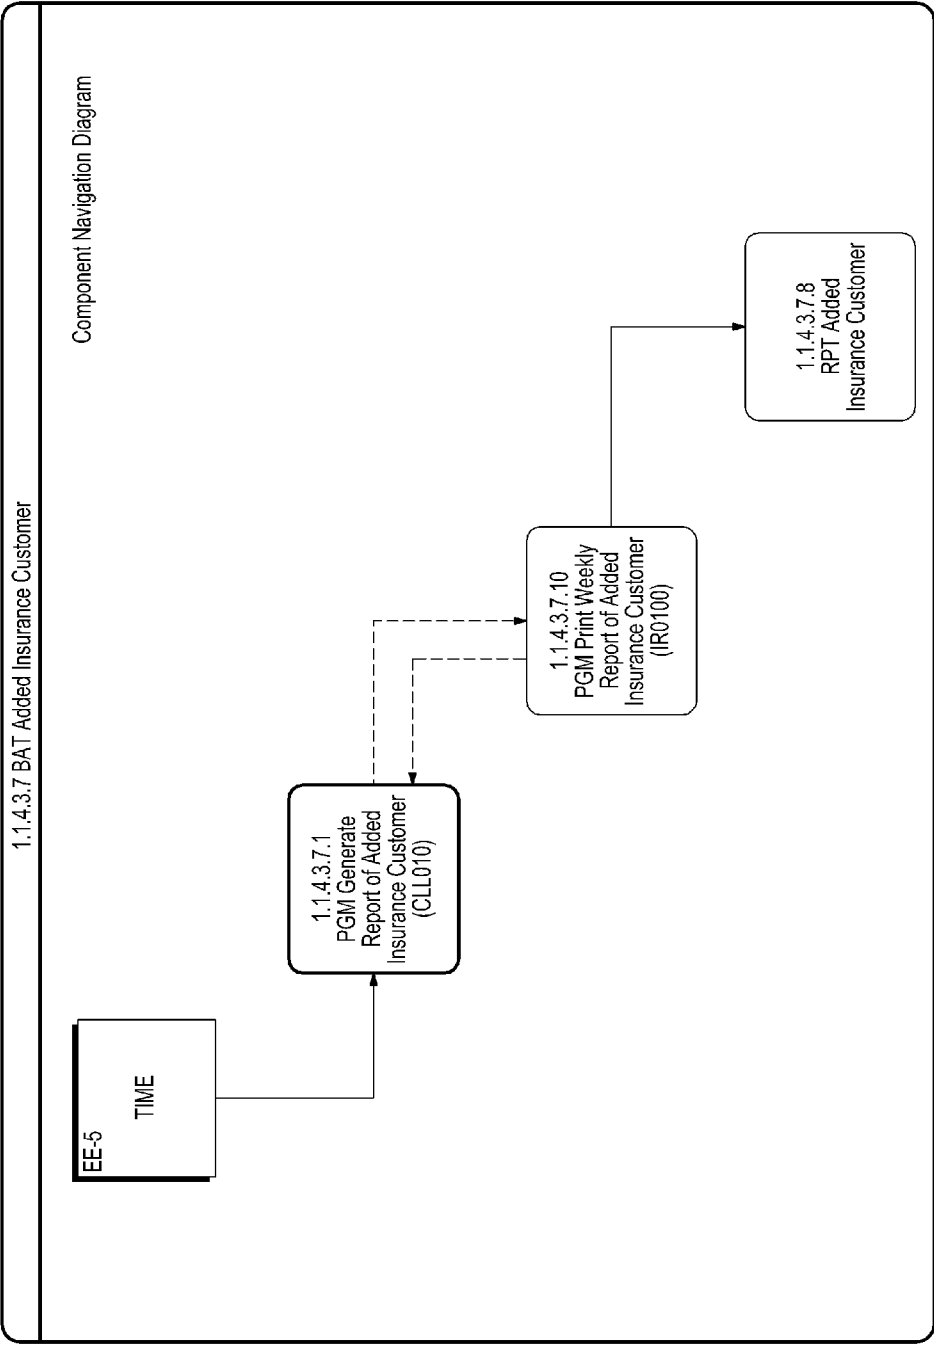 1.1.4.3.7 BAT Added Insurance Customer
Component Navigation Diagram
EE-5
TIME
1.1.4.3.7.1
PGM Generate
Report of Added
Insurance Customer
(CLL010)
1.1.4.3.7.10
PGM Print Weekly
Report of Added
Insurance Customer
(IR0100)
1.1.4.3.7.8
RPT Added
Insurance Customer